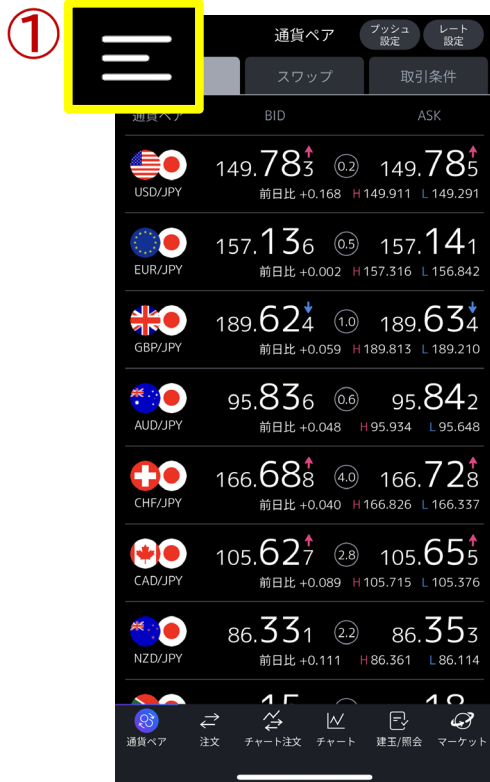 ①
通貨ペア
プッシュ
設定
レート
設定
スワップ
取引条件
通貨ペア BID ASK
149.783 0.2 149.785
USD/JPY 前日比 +0.168 H 149.911 L 149.291
157.136 0.5 157.141
EUR/JPY 前日比 +0.002 H 157.316 L 156.842
189.624 1.0 189.634
GBP/JPY 前日比 +0.059 H 189.813 L 189.210
95.836 0.6 95.842
AUD/JPY 前日比 +0.048 H 95.934 L 95.648
166.688 4.0 166.728
CHF/JPY 前日比 +0.040 H 166.826 L 166.337
105.627 2.8 105.655
CAD/JPY 前日比 +0.089 H 105.715 L 105.376
86.331 2.2 86.353
NZD/JPY 前日比 +0.111 H 86.361 L 86.114
通貨ペア 注文 チャート注文 チャート 建玉/照会 マーケット